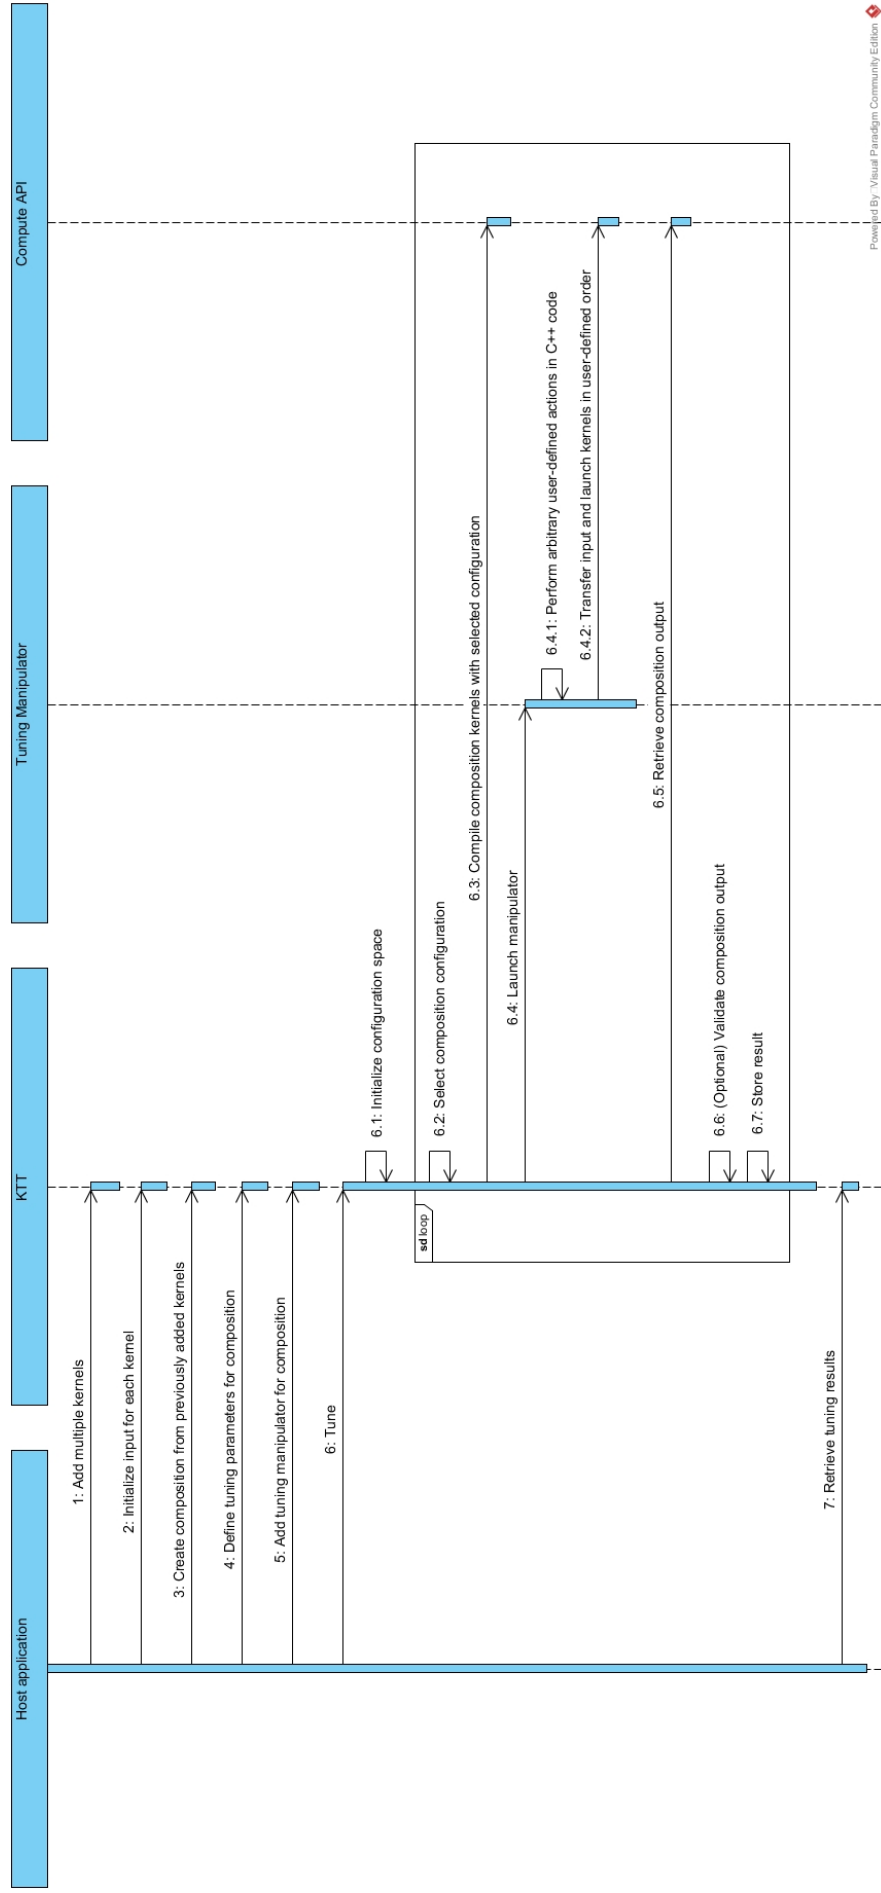 Host application
KTT
Tuning Manipulator
Compute API
1: Add multiple kernels
2: Initialize input for each kernel
3: Create composition from previously added kernels
4: Define tuning parameters for composition
5: Add tuning manipulator for composition
6: Tune
6.1: Initialize configuration space
sd loop
6.2: Select composition configuration
6.3: Compile composition kernels with selected configuration
6.4: Launch manipulator
6.4.1: Perform arbitrary user-defined actions in C++ code
6.4.2: Transfer input and launch kernels in user-defined order
6.5: Retrieve composition output
6.6: (Optional) Validate composition output
6.7: Store result
7: Retrieve tuning results
Powered By Visual Paradigm Community Edition